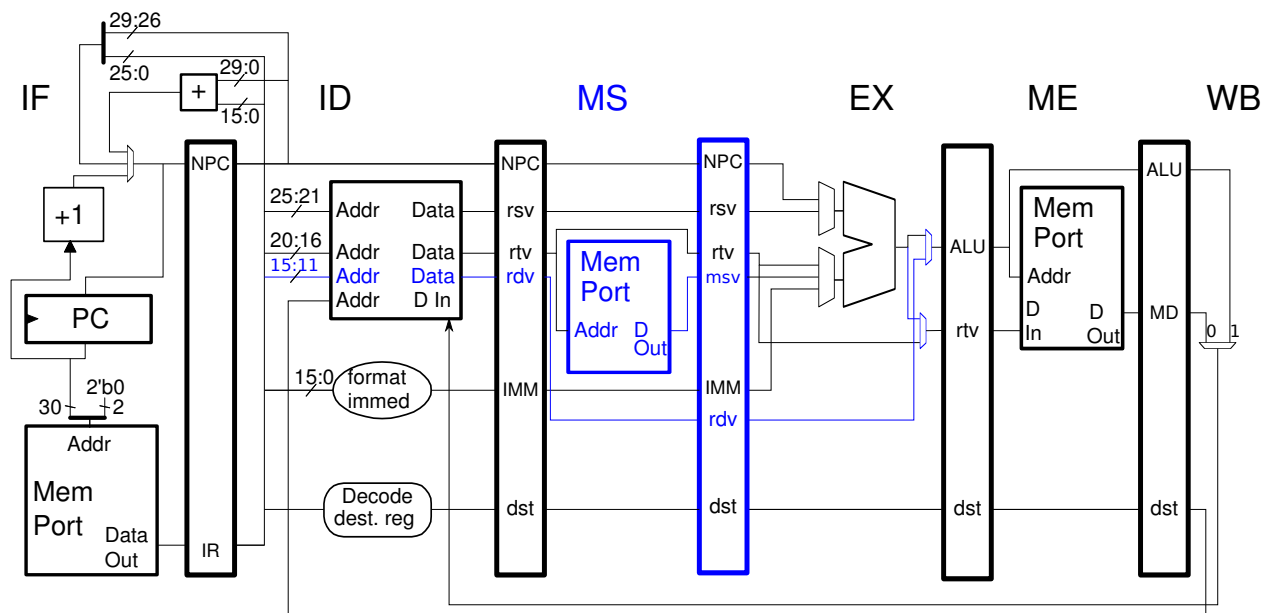 29:26
25:0
29:0
+
15:0
IF
ID
MS
EX
ME
WB
NPC
NPC
NPC
ALU
+1
25:21
Addr
Data
rsv
rsv
Mem
Port
20:16
Addr
Data
rtv
rtv
ALU
15:11
Addr
Data
rdv
Mem
Port
msv
Addr
Addr
D In
PC
Addr
D
Out
rtv
D
In
D
Out
MD
0
1
15:0
format
immed
IMM
IMM
2'b0
30
2
rdv
Addr
Mem
Port
Data
Out
IR
Decode
dest. reg
dst
dst
dst
dst